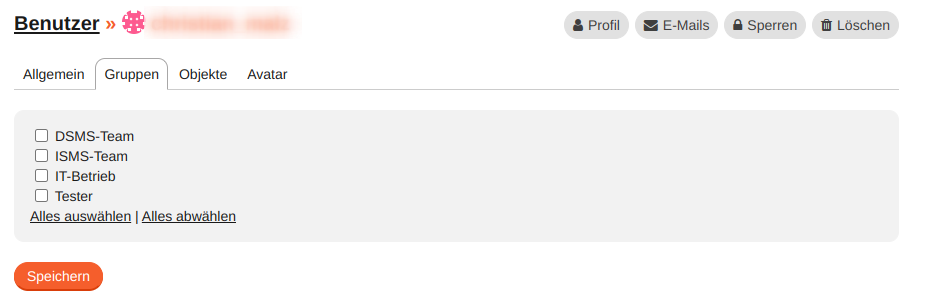 Benutzer »
Profil E-Mails Sperren Löschen
Allgemein Gruppen Objekte Avatar
DSMS-Team
ISMS-Team
IT-Betrieb
Tester
Alles auswählen | Alles abwählen
Speichern